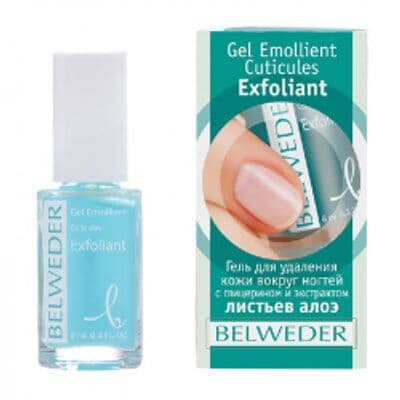 Gel Emollient
Cuticules
Exfoliant
BELWEDER
Гель для удаления
кожи вокруг ногтей
с глицерином и экстрактом
листьев алоэ
BELWEDER
BELWEDER
Gel Emollient
Cuticules
Exfoliant